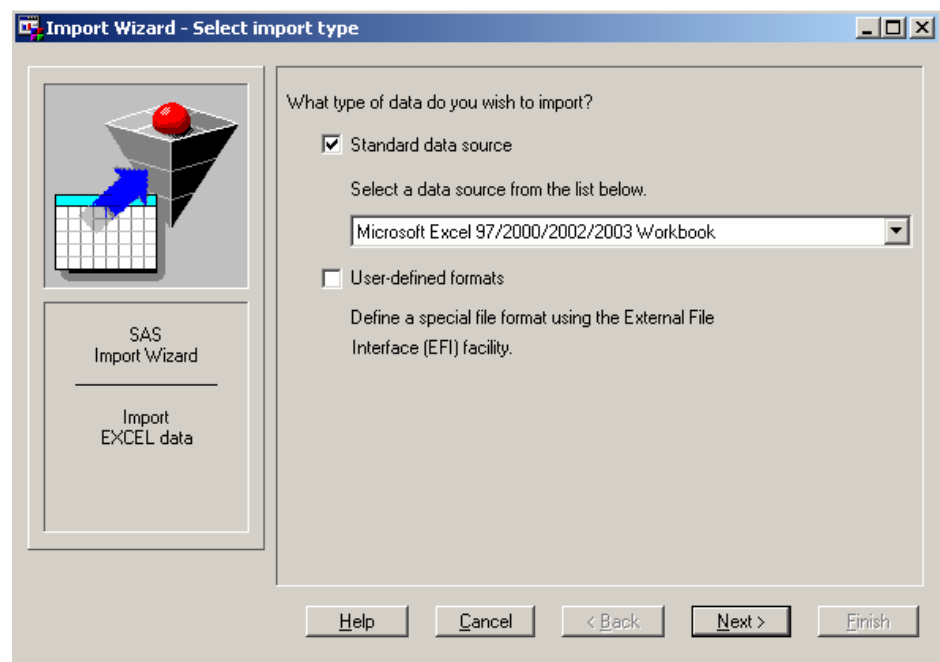 Import Wizard - Select import type
What type of data do you wish to import?
Standard data source
Select a data source from the list below.
Microsoft Excel 97/2000/2002/2003 Workbook
User-defined formats
Define a special file format using the External File
Interface (EFI) facility.
SAS
Import Wizard
Import
EXCEL data
Help
Cancel
< Back
Next >
Finish